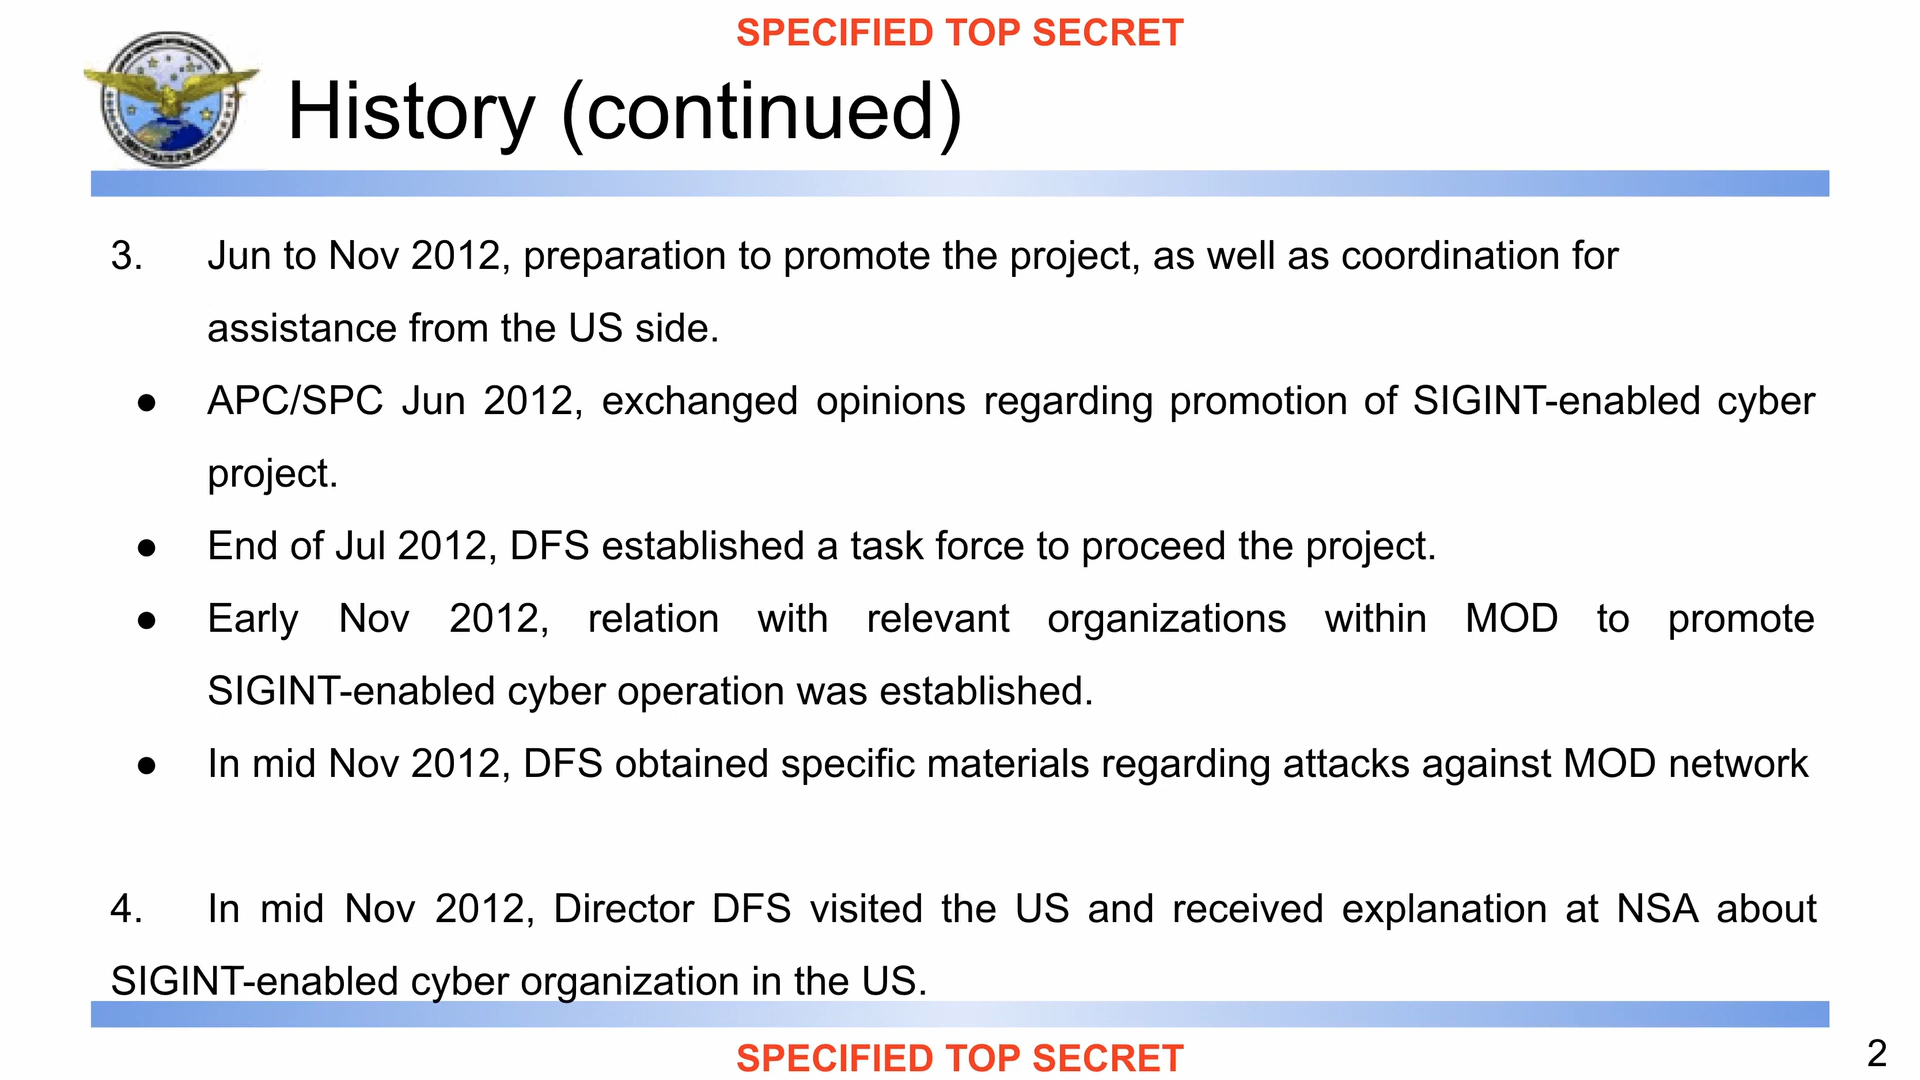 SPECIFIED TOP SECRET
History (continued)
3. Jun to Nov 2012, preparation to promote the project, as well as coordination for
assistance from the US side.
● APC/SPC Jun 2012, exchanged opinions regarding promotion of SIGINT-enabled cyber
project.
● End of Jul 2012, DFS established a task force to proceed the project.
● Early Nov 2012, relation with relevant organizations within MOD to promote
SIGINT-enabled cyber operation was established.
● In mid Nov 2012, DFS obtained specific materials regarding attacks against MOD network
4. In mid Nov 2012, Director DFS visited the US and received explanation at NSA about
SIGINT-enabled cyber organization in the US.
SPECIFIED TOP SECRET
2